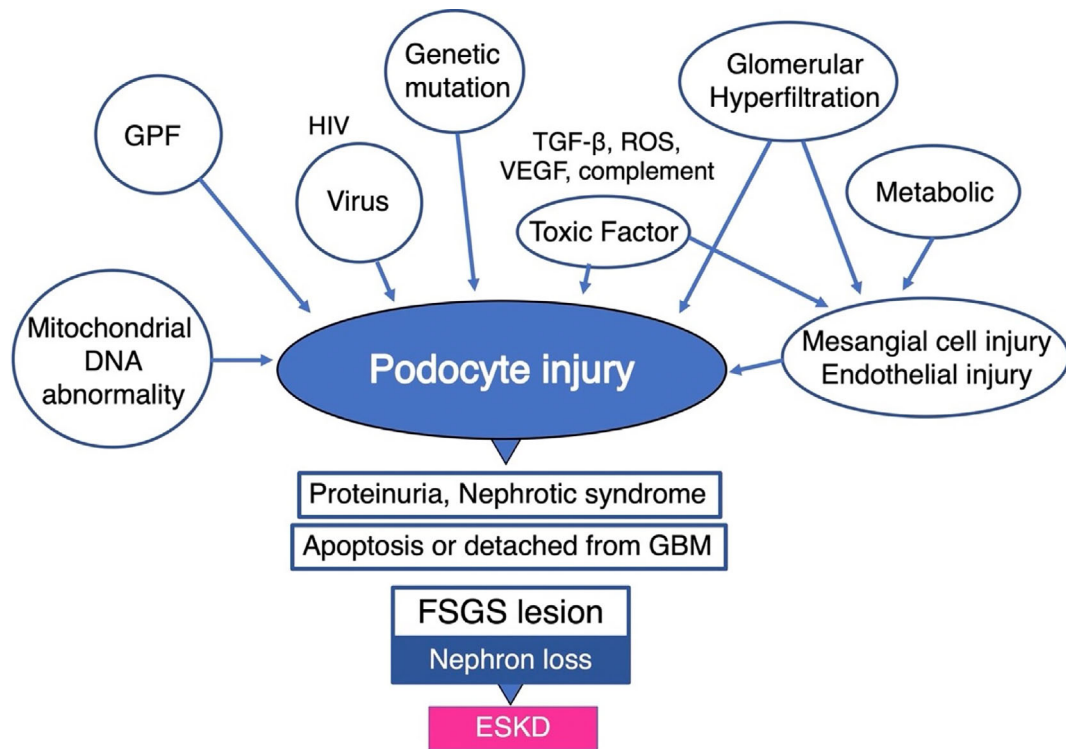 Genetic
mutation
Glomerular
Hyperfiltration
GPF
HIV
Virus
TGF-β, ROS,
VEGF, complement
Toxic Factor
Metabolic
Mitochondrial
DNA
abnormality
Podocyte injury
Mesangial cell injury
Endothelial injury
Proteinuria, Nephrotic syndrome
Apoptosis or detached from GBM
FSGS lesion
Nephron loss
ESKD